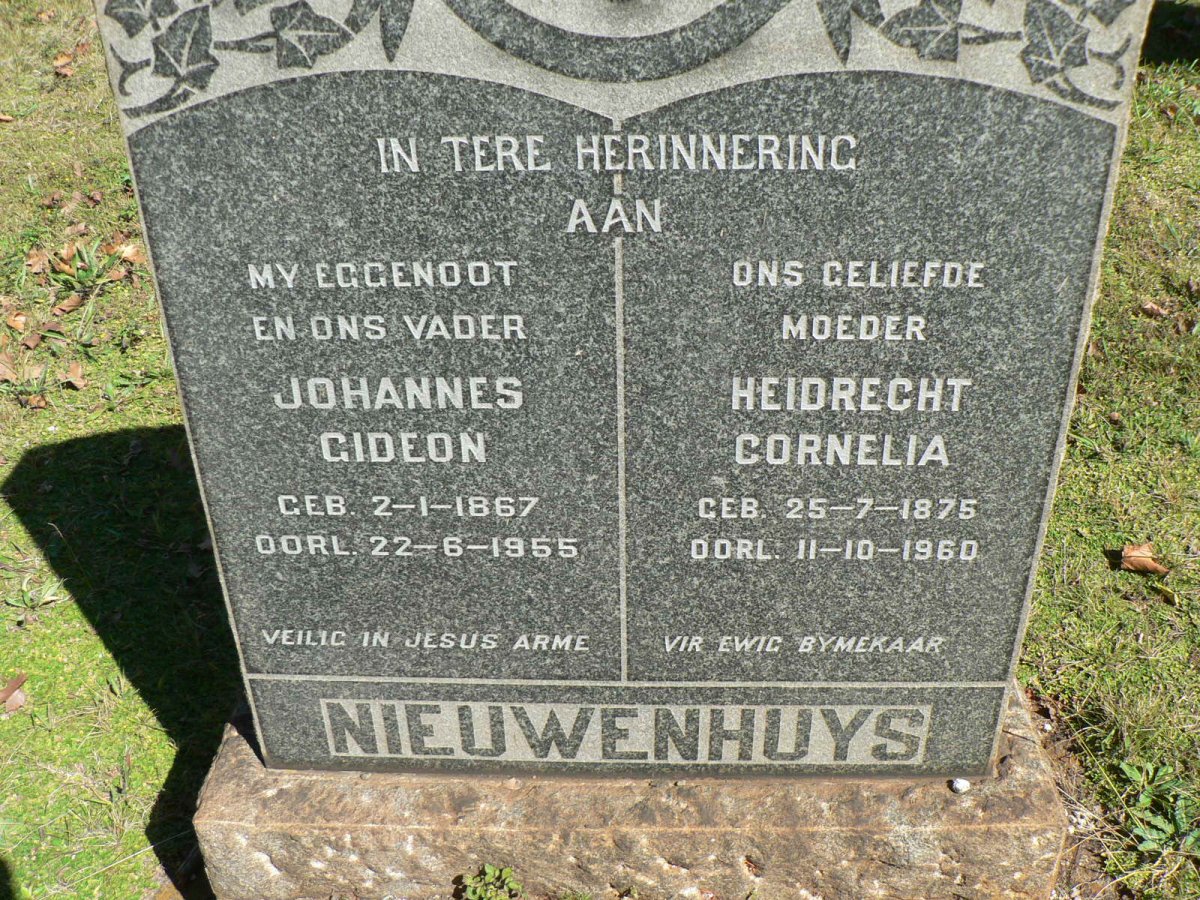 IN TERE HERINNERING
AAN
MY EGGENOOT
EN ONS VADER
JOHANNES
GIDEON
GEB. 2-1-1867
OORL. 22-6-1955
VEILIG IN JESUS ARME
ONS GELIEFDE
MOEDER
HEIDRECHT
CORNELIA
GEB. 25-7-1875
OORL. 11-10-1960
VIR EWIG BYMEKAAR
NIEUWENHUYS